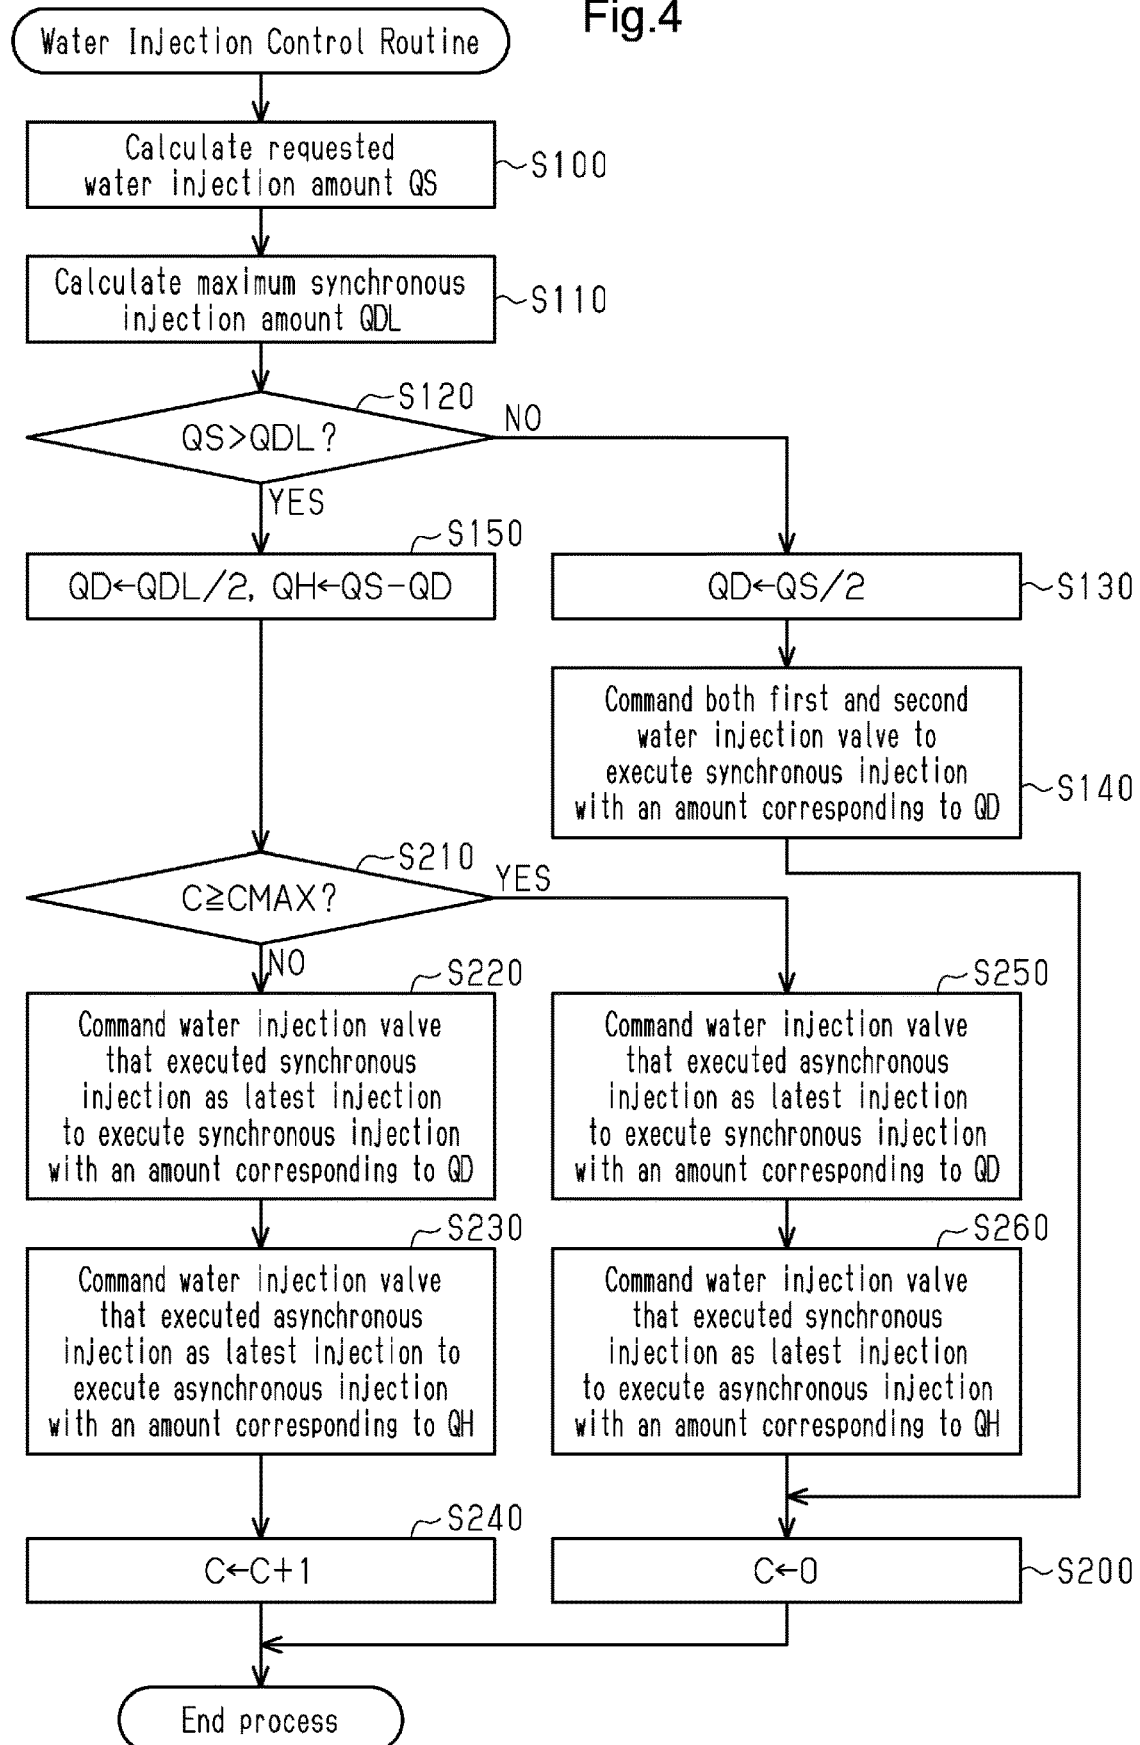 Fig.4
Water Injection Control Routine
Calculate requested
water injection amount QS
S100
Calculate maximum synchronous
injection amount QDL
S110
S120
QS>QDL?
NO
YES
S150
QD←QDL/2, QH←QS-QD
QD←QS/2
S130
Command both first and second
water injection valve to
execute synchronous injection
with an amount corresponding to QD
S140
S210
C≧CMAX?
YES
NO
S220
Command water injection valve
that executed synchronous
injection as latest injection
to execute synchronous injection
with an amount corresponding to QD
S250
Command water injection valve
that executed asynchronous
injection as latest injection
to execute synchronous injection
with an amount corresponding to QD
S230
Command water injection valve
that executed asynchronous
injection as latest injection to
execute asynchronous injection
with an amount corresponding to QH
S260
Command water injection valve
that executed synchronous
injection as latest injection
to execute asynchronous injection
with an amount corresponding to QH
S240
C←C+1
C←0
S200
End process